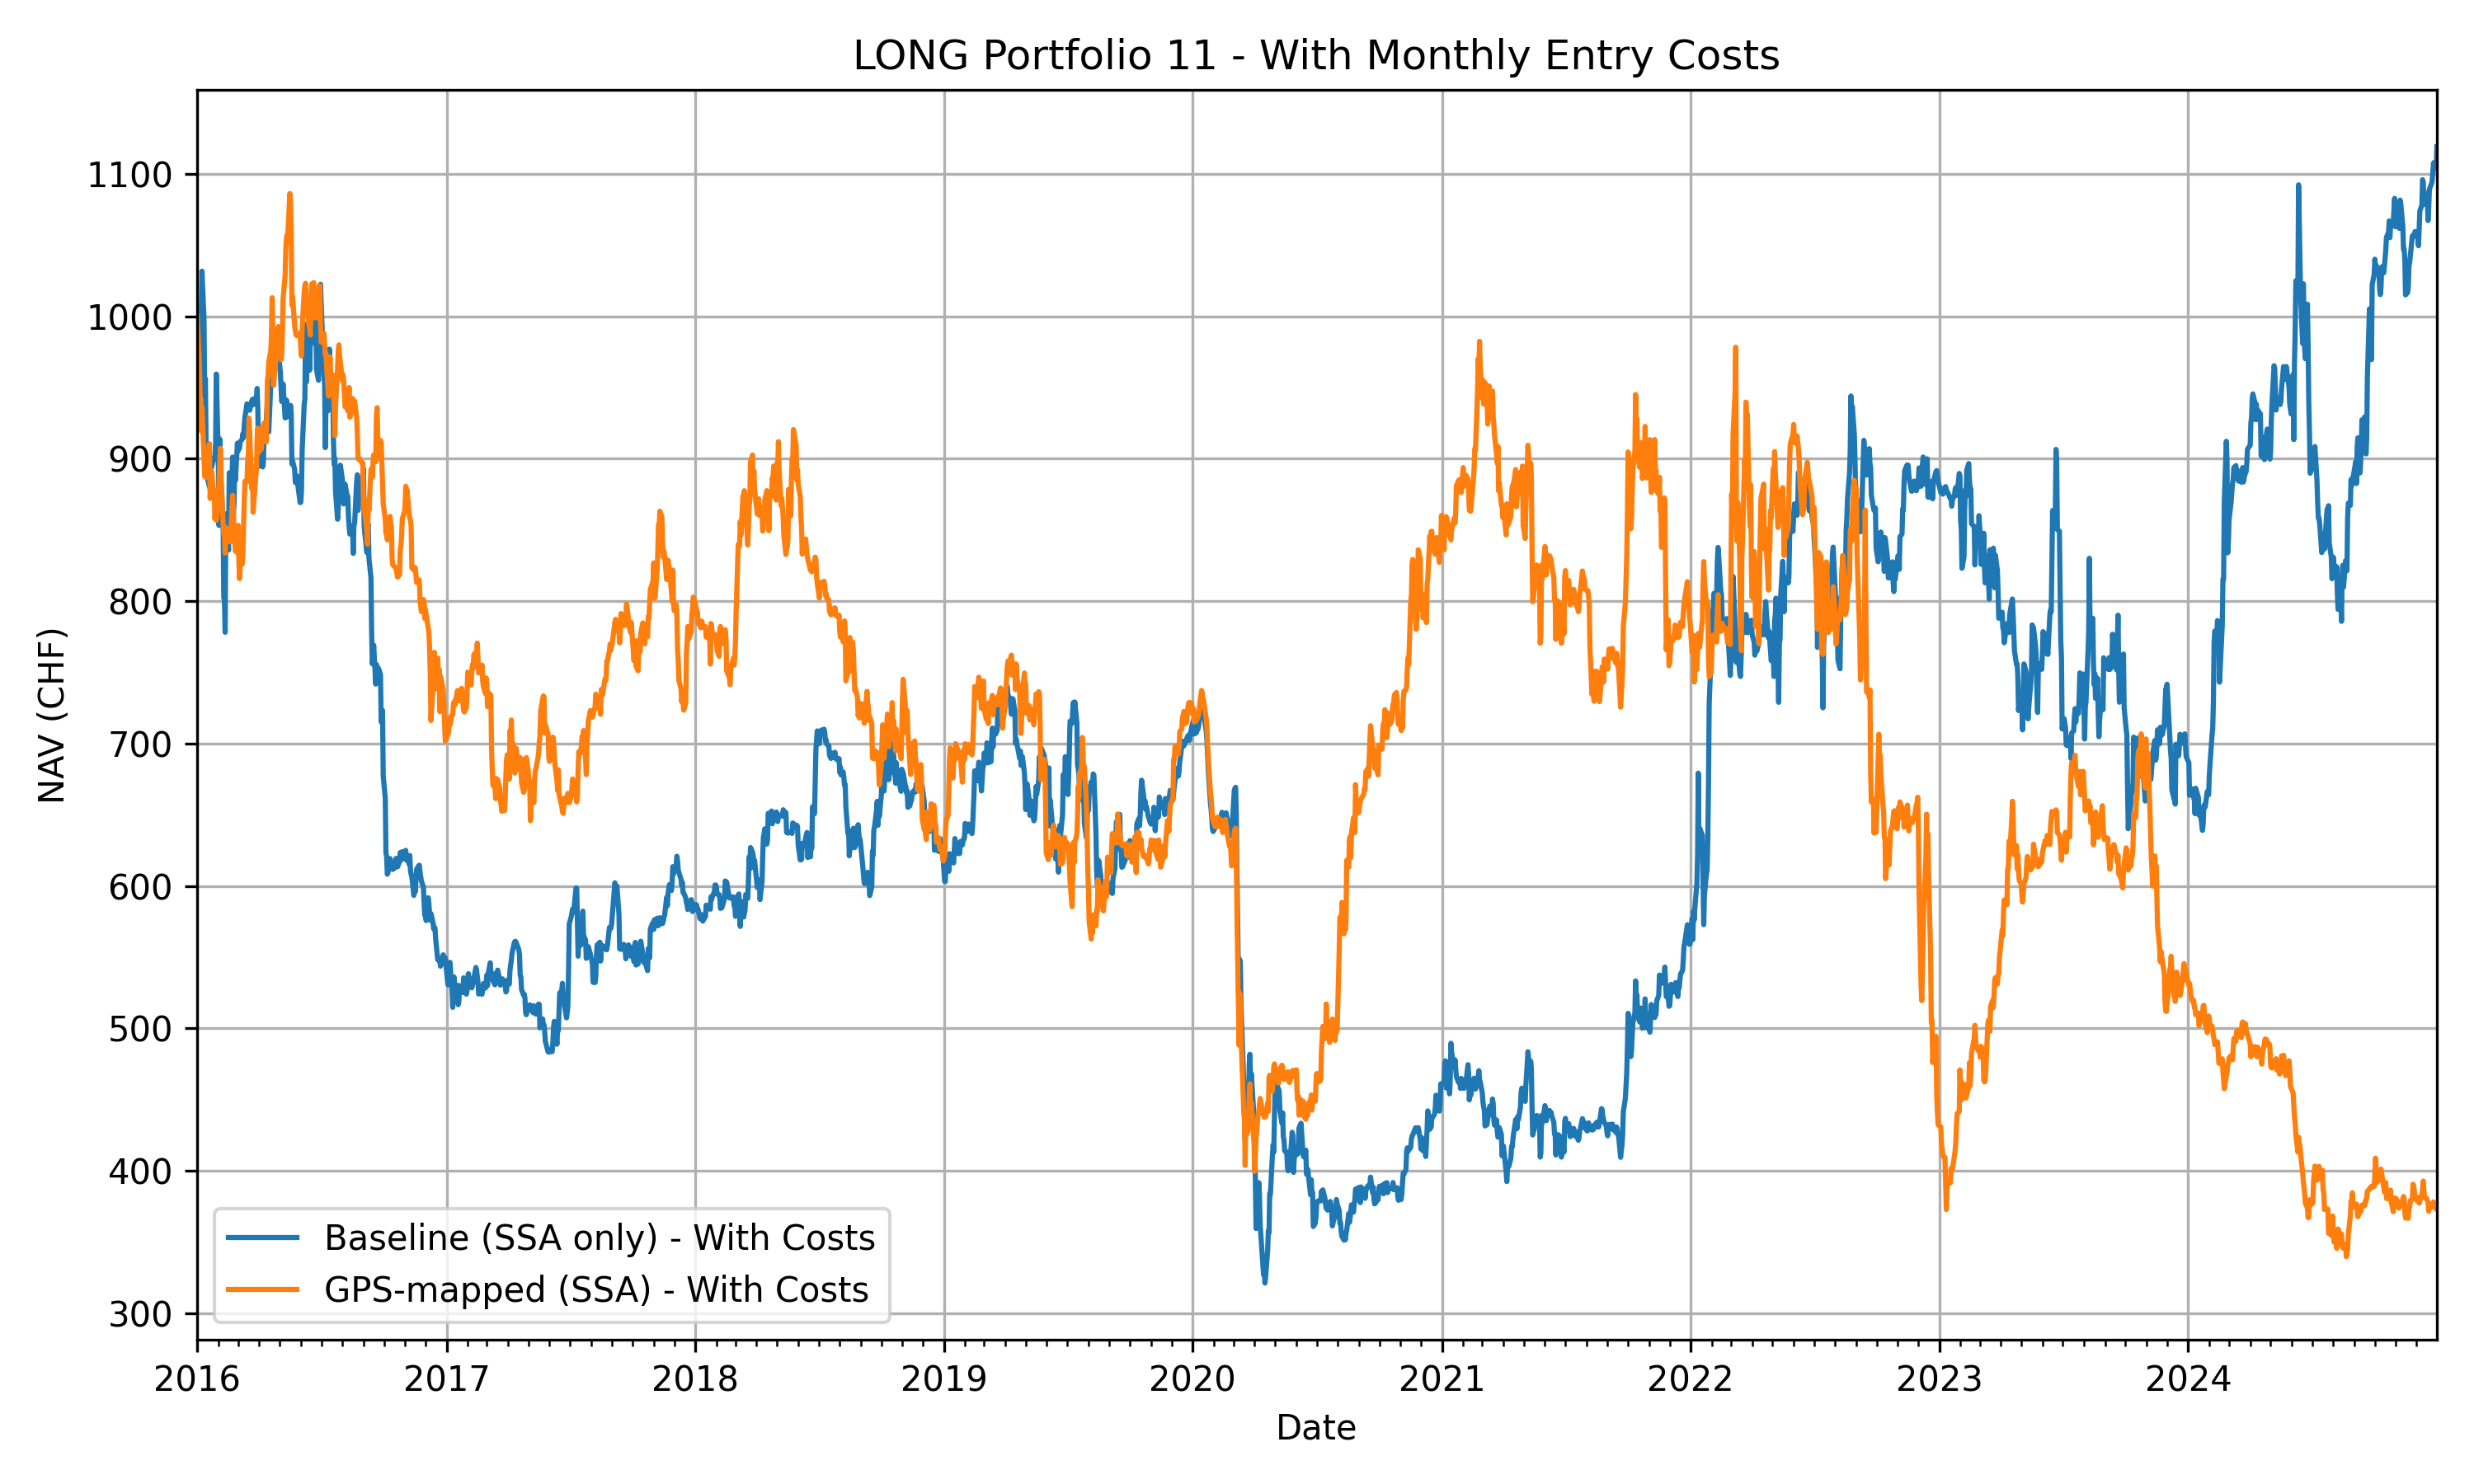 LONG Portfolio 11 - With Monthly Entry Costs
NAV (CHF)
1100
1000
900
800
700
600
500
400
300
Baseline (SSA only) - With Costs
GPS-mapped (SSA) - With Costs
2016 2017 2018 2019 2020 2021 2022 2023 2024
Date